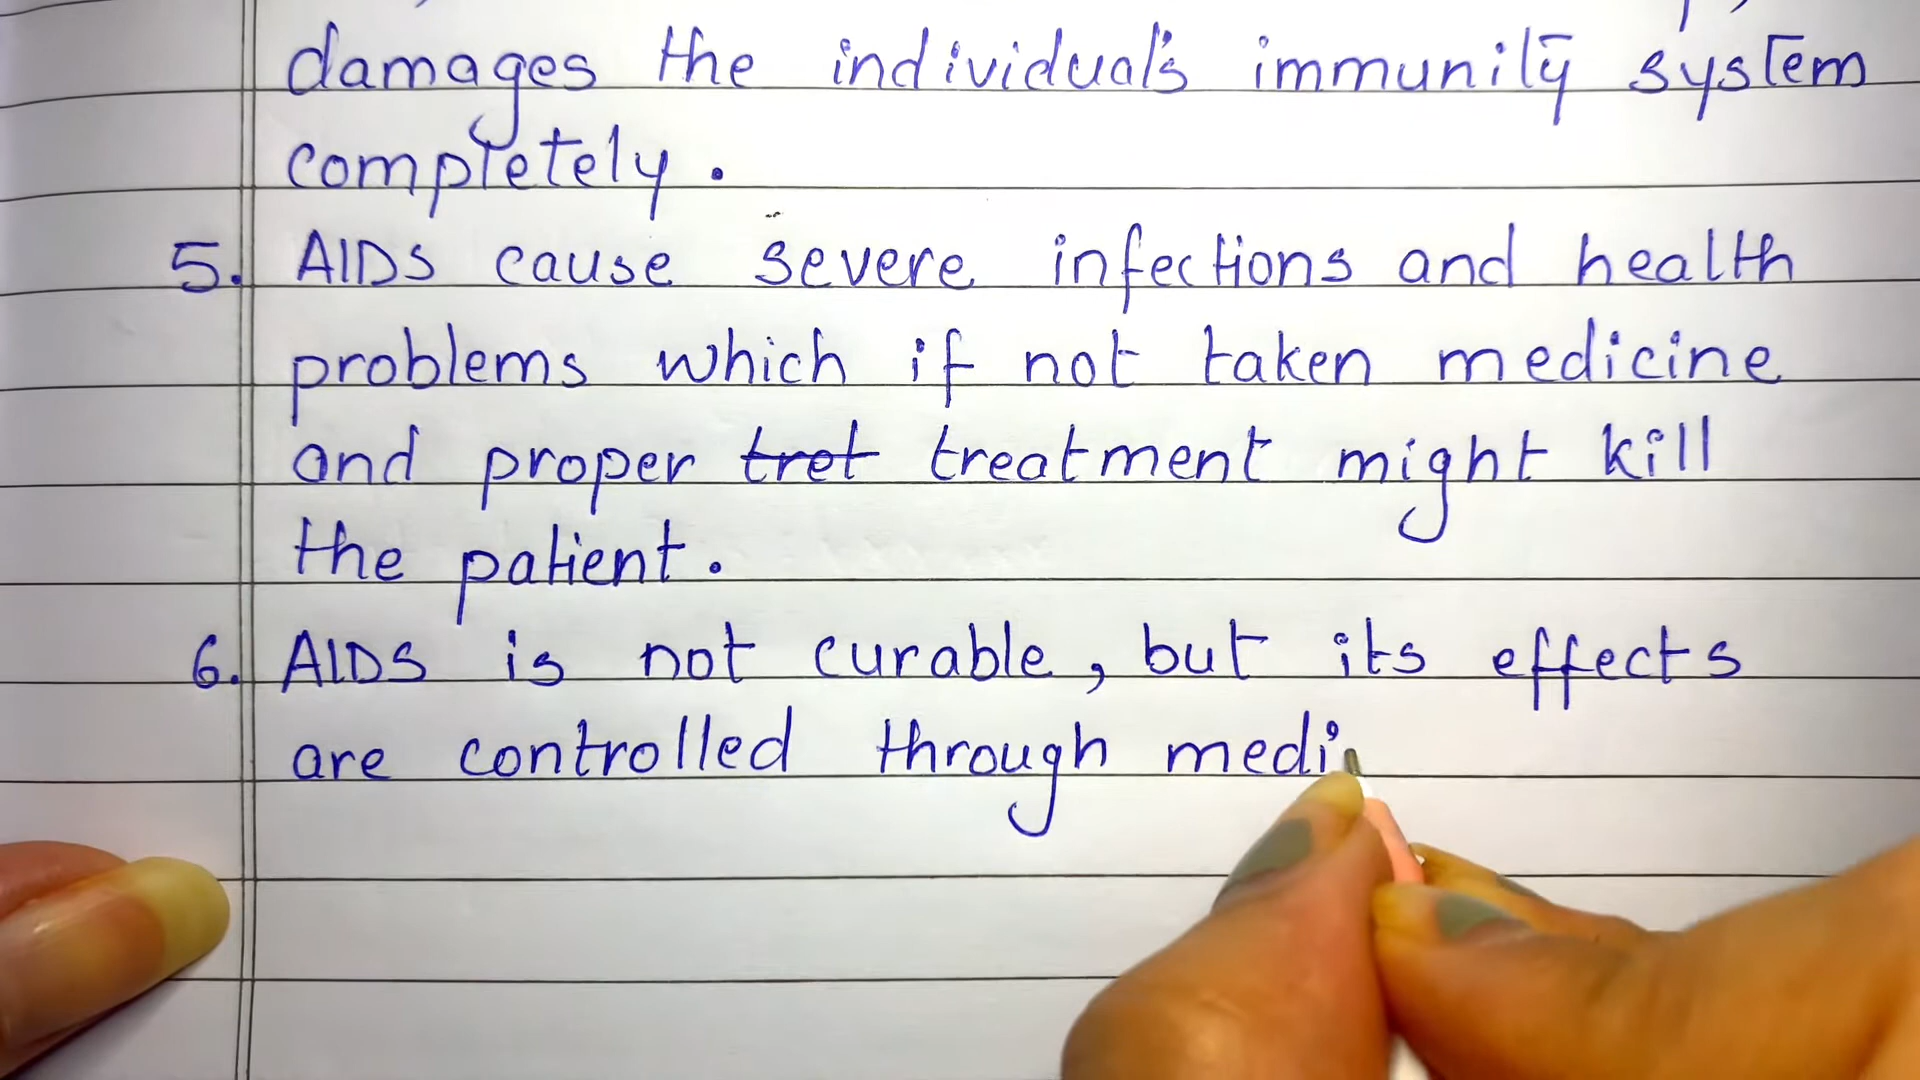 damages the individual's immunity system
completely.
5. AIDS cause severe infections and health
problems which if not taken medicine
and proper tret treatment might kill
the patient.
6. AIDS is not curable, but its effects
are controlled through medi